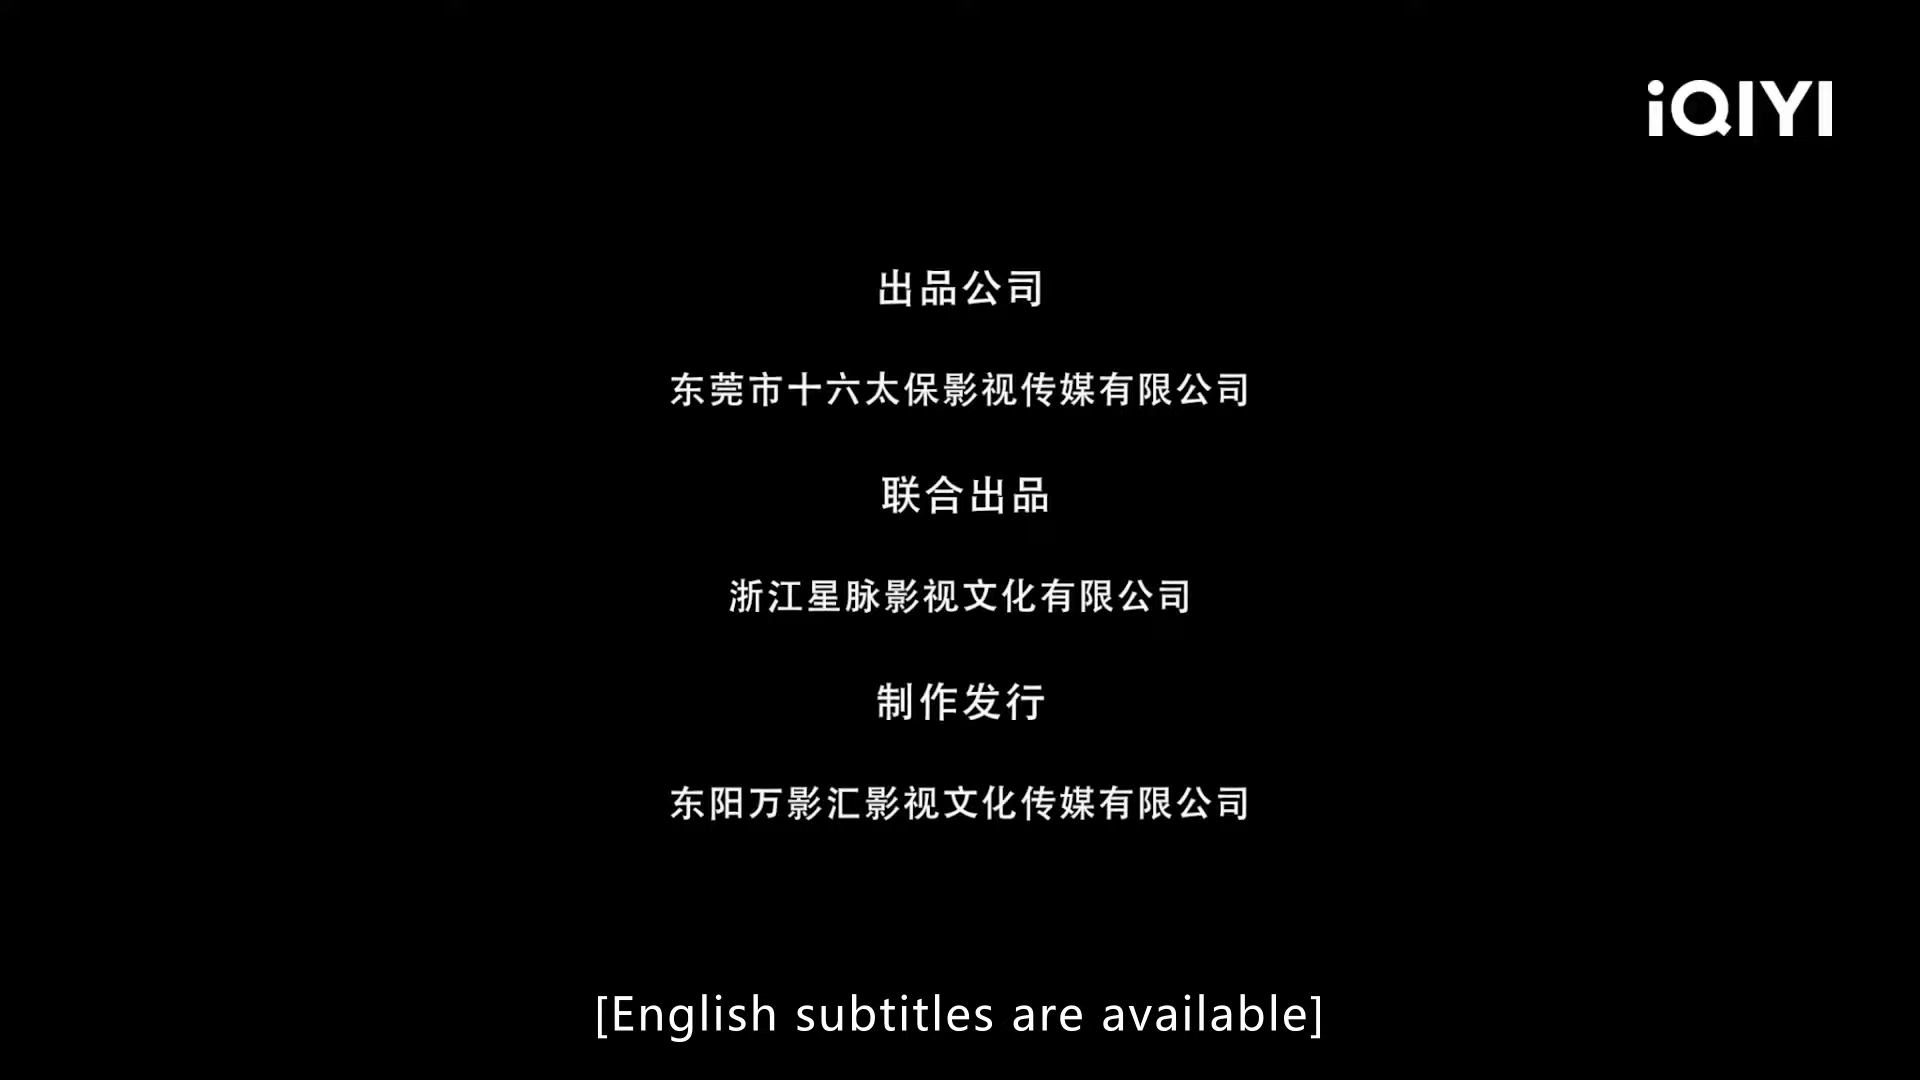 iQIYI
出品公司
东莞市十六太保影视传媒有限公司
联合出品
浙江星脉影视文化有限公司
制作发行
东阳万影汇影视文化传媒有限公司
[English subtitles are available]